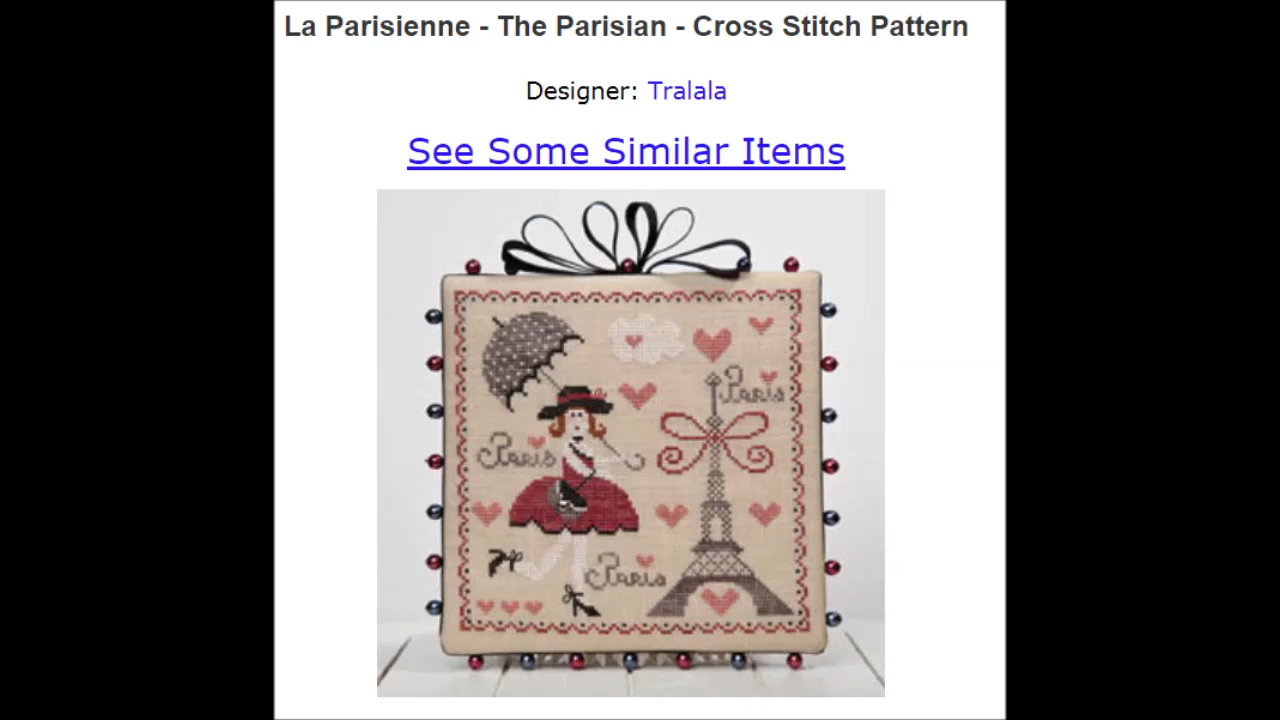 La Parisienne - The Parisian - Cross Stitch Pattern
Designer: Tralala
See Some Similar Items
Paris
Paris
Paris